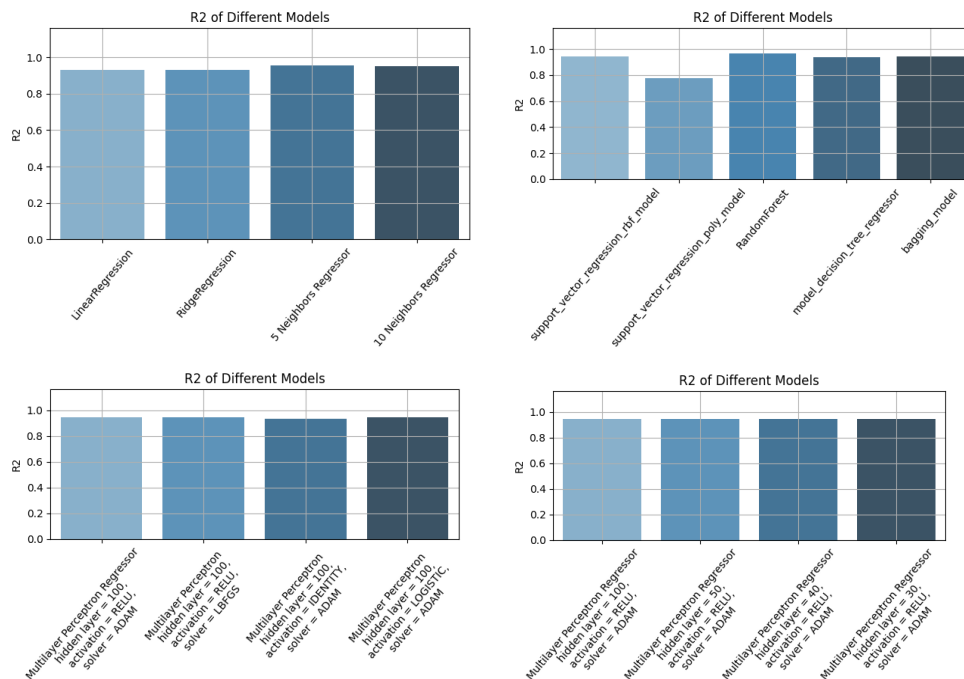 R2 of Different Models
1.0
0.8
0.6
0.4
0.2
0.0
R2
LinearRegression
RidgeRegression
5 Neighbors Regressor
10 Neighbors Regressor
R2 of Different Models
1.0
0.8
0.6
0.4
0.2
0.0
R2
support_vector_regression_rbf_model
support_vector_regression_poly_model
RandomForest
model_decision_tree_regressor
bagging_model
R2 of Different Models
1.0
0.8
0.6
0.4
0.2
0.0
R2
Multilayer Perceptron Regressor
hidden layer = 100,
activation = RELU,
solver = ADAM
Multilayer Perceptron
hidden layer = 100,
activation = RELU,
solver = LBFGS
Multilayer Perceptron
hidden layer = 100,
activation = IDENTITY,
solver = ADAM
Multilayer Perceptron
hidden layer = 100,
activation = LOGISTIC,
solver = ADAM
R2 of Different Models
1.0
0.8
0.6
0.4
0.2
0.0
R2
Multilayer Perceptron Regressor
hidden layer = 100,
activation = RELU,
solver = ADAM
Multilayer Perceptron Regressor
hidden layer = 50,
activation = RELU,
solver = ADAM
Multilayer Perceptron Regressor
hidden layer = 40,
activation = RELU,
solver = ADAM
Multilayer Perceptron Regressor
hidden layer = 30,
activation = RELU,
solver = ADAM